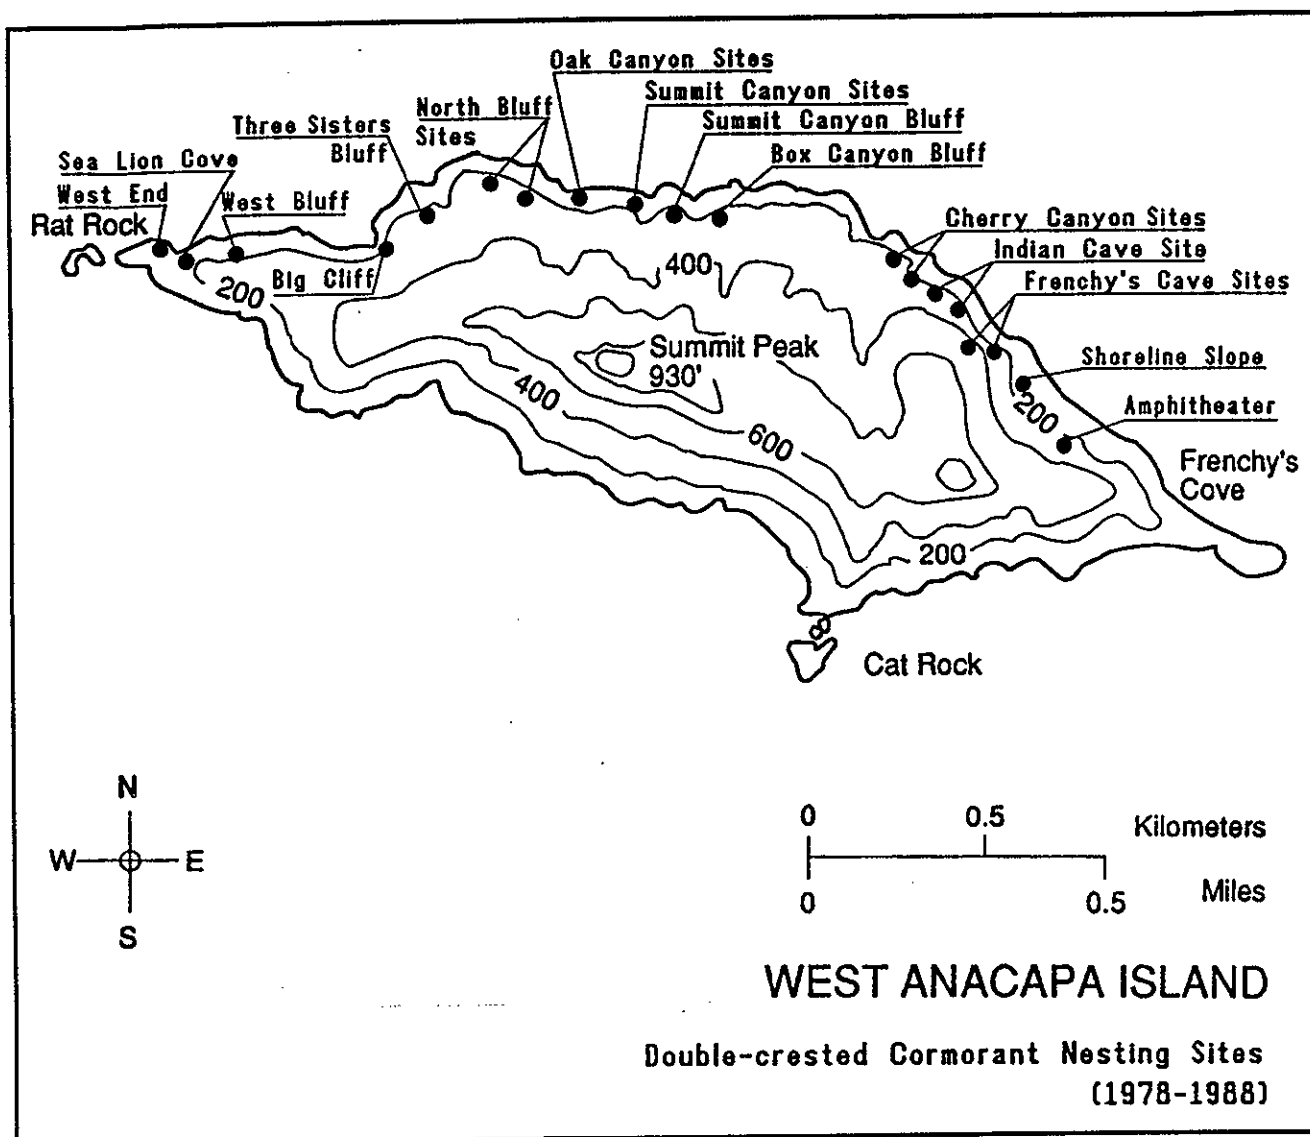 Oak Canyon Sites
Summit Canyon Sites
North Bluff
Sites
Summit Canyon Bluff
Three Sisters
Bluff
Box Canyon Bluff
Sea Lion Cove
West End
West Bluff
Rat Rock
Cherry Canyon Sites
Indian Cave Site
Big Cliff
200
400
Frenchy's Cave Sites
Summit Peak
930'
Shoreline Slope
400
200
Amphitheater
600
Frenchy's
Cove
200
Cat Rock
N
W E
S
0 0.5 Kilometers
0 0.5 Miles
WEST ANACAPA ISLAND
Double-crested Cormorant Nesting Sites
(1978-1988)